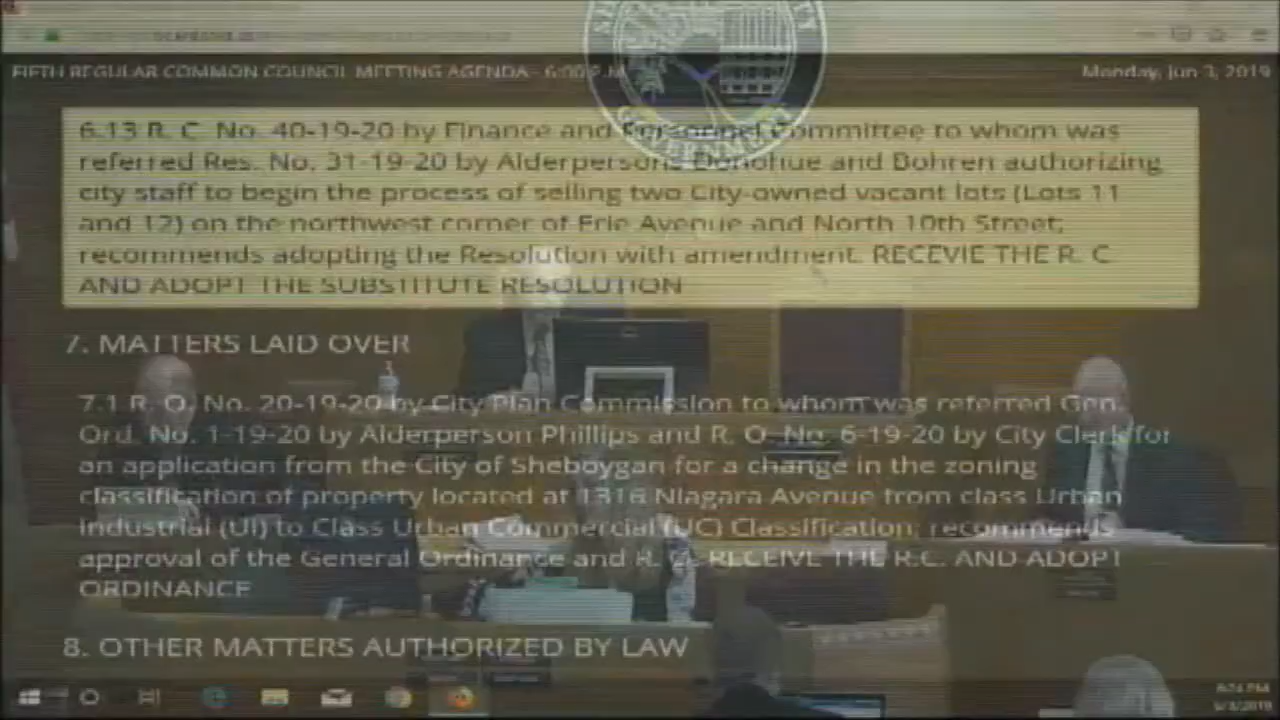 FIFTH REGULAR COMMON COUNCIL MEETING AGENDA - 6:00 P.M.
Monday, Jun 3, 2019
6.13 R. C. No. 40-19-20 by Finance and Personnel Committee to whom was
referred Res. No. 31-19-20 by Alderpersons Donohue and Bohren authorizing
city staff to begin the process of selling two City-owned vacant lots (Lots 11
and 12) on the northwest corner of Erie Avenue and North 10th Street;
recommends adopting the Resolution with amendment. RECEVIE THE R. C.
AND ADOPT THE SUBSTITUTE RESOLUTION
7. MATTERS LAID OVER
7.1 R. O. No. 20-19-20 by City Plan Commission to whom was referred Gen.
Ord. No. 1-19-20 by Alderperson Phillips and R. O. No. 6-19-20 by City Clerk for
an application from the City of Sheboygan for a change in the zoning
classification of property located at 1316 Niagara Avenue from class Urban
Industrial (UI) to Class Urban Commercial (UC) Classification; recommends
approval of the General Ordinance and R. RECEIVE THE R.C. AND ADOPT
ORDINANCE
8. OTHER MATTERS AUTHORIZED BY LAW
6/3/2019